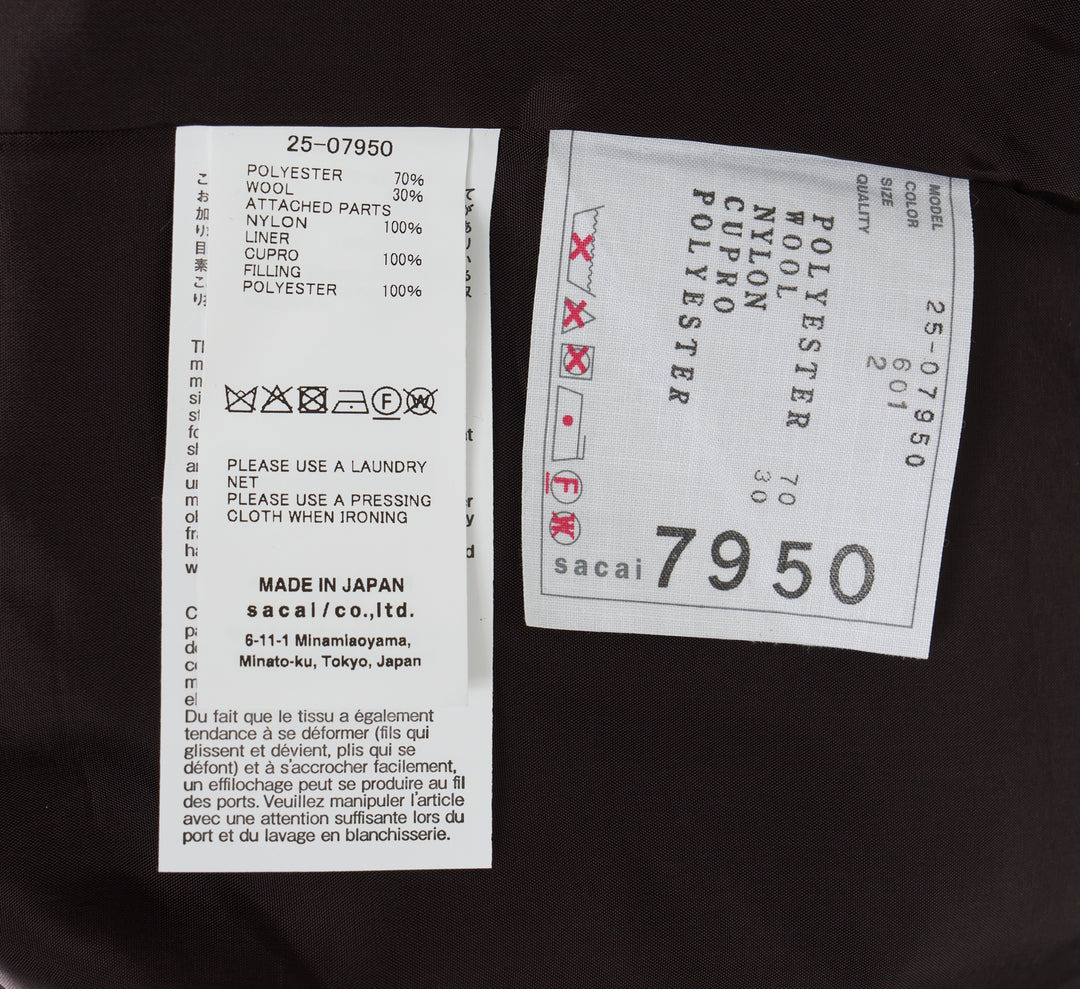 25-07950
POLYESTER 70%
WOOL 30%
ATTACHED PARTS
NYLON 100%
LINER
CUPRO 100%
FILLING
POLYESTER 100%
F W
PLEASE USE A LAUNDRY
NET
PLEASE USE A PRESSING
CLOTH WHEN IRONING
MADE IN JAPAN
sacai/co.,ltd.
6-11-1 Minamiaoyama,
Minato-ku, Tokyo, Japan
Du fait que le tissu a également
tendance à se déformer (fils qui
glissent et dévient, plis qui se
défont) et à s'accrocher facilement,
un effilochage peut se produire au fil
des ports. Veuillez manipuler l'article
avec une attention suffisante lors du
port et du lavage en blanchisserie.
MODEL 25-07950
COLOR 601
SIZE 2
QUALITY
POLYESTER 70
WOOL 30
NYLON
CUPRO
POLYESTER
F
W
sacai 7950